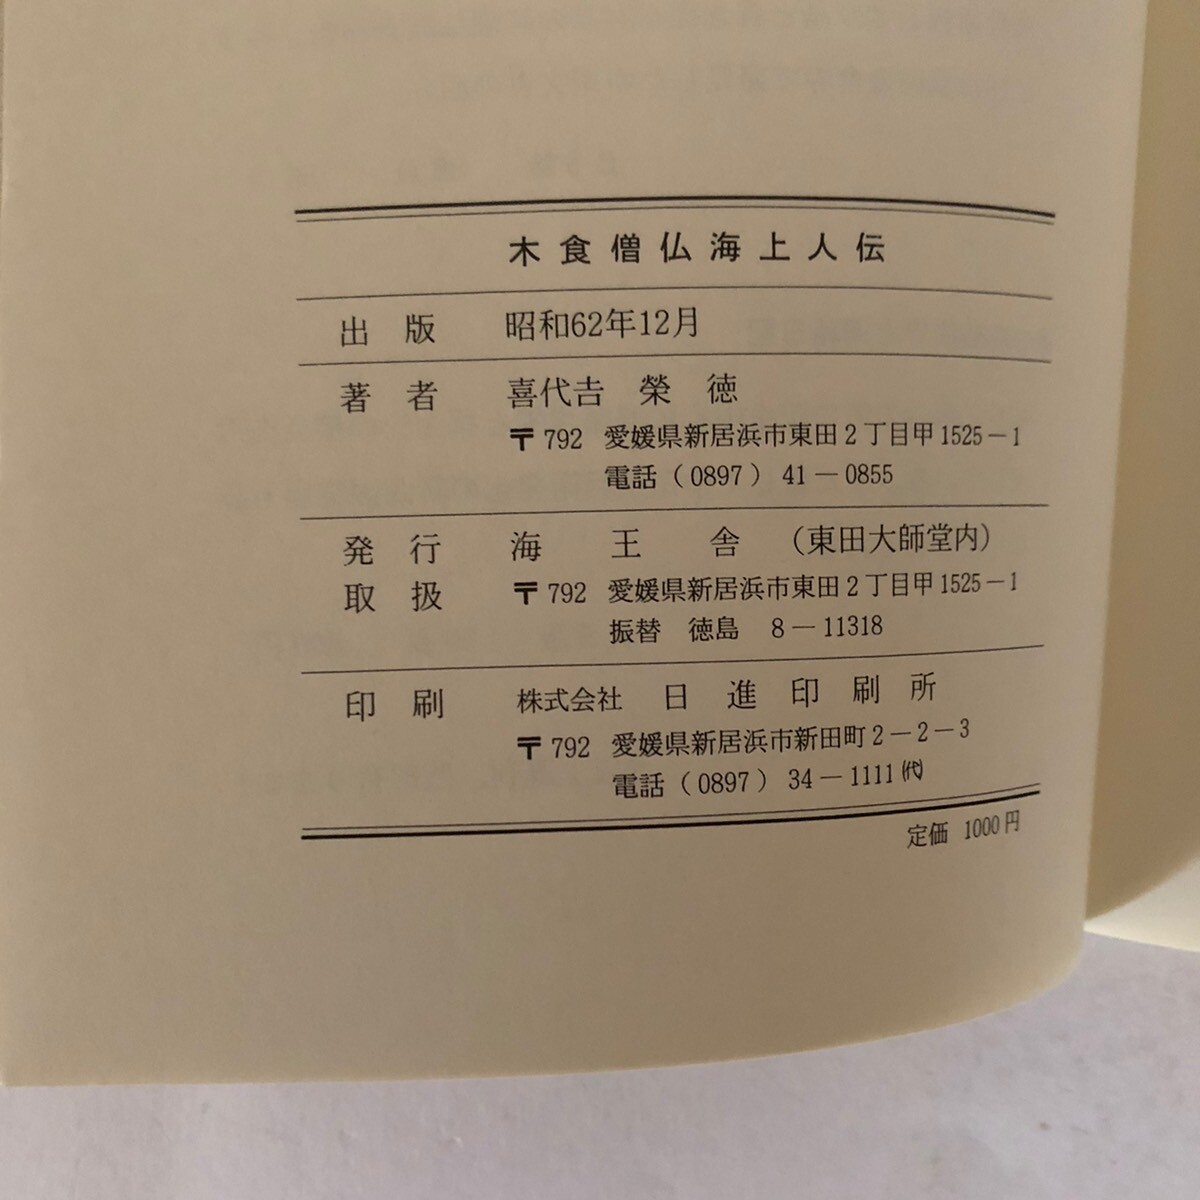 木食僧仏海上人伝
出版 昭和62年12月
著者 喜代𠮷 榮徳
〒792 愛媛県新居浜市東田2丁目甲1525－1
電話（0897）41－0855
発行 海王舎（東田大師堂内）
取扱 〒792 愛媛県新居浜市東田2丁目甲1525－1
振替 徳島 8－11318
印刷 株式会社 日進印刷所
〒792 愛媛県新居浜市新田町2－2－3
電話（0897）34－1111㈹
定価 1000円